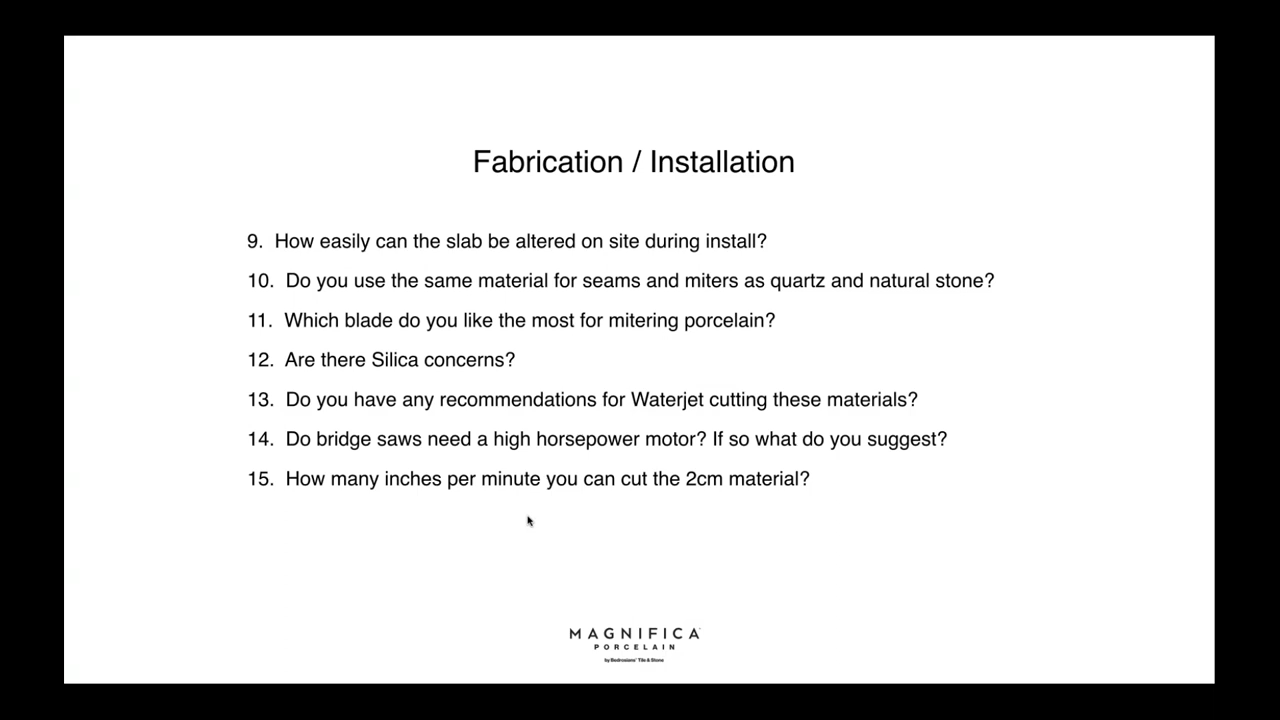 Fabrication / Installation
9. How easily can the slab be altered on site during install?
10. Do you use the same material for seams and miters as quartz and natural stone?
11. Which blade do you like the most for mitering porcelain?
12. Are there Silica concerns?
13. Do you have any recommendations for Waterjet cutting these materials?
14. Do bridge saws need a high horsepower motor? If so what do you suggest?
15. How many inches per minute you can cut the 2cm material?
MAGNIFICA
PORCELAIN
by Bedrosians® Tile & Stone